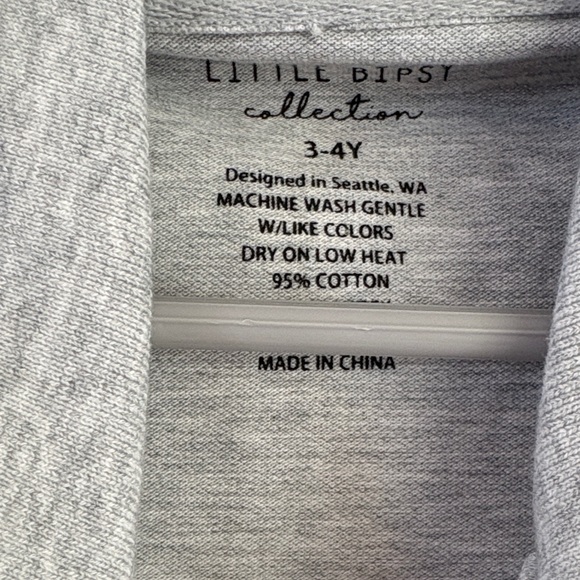 LITTLE BIPSY
collection
3-4Y
Designed in Seattle, WA
MACHINE WASH GENTLE
W/LIKE COLORS
DRY ON LOW HEAT
95% COTTON
MADE IN CHINA